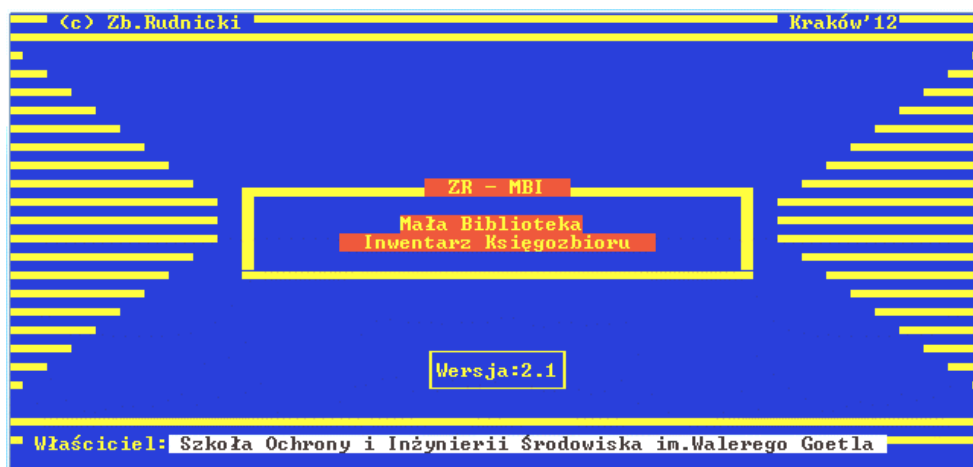 (c) Zb.Rudnicki Kraków'12
ZR - MBI
Mała Biblioteka
Inwentarz Księgozbioru
Wersja:2.1
Właściciel: Szkoła Ochrony i Inżynierii Środowiska im.Walerego Goetla